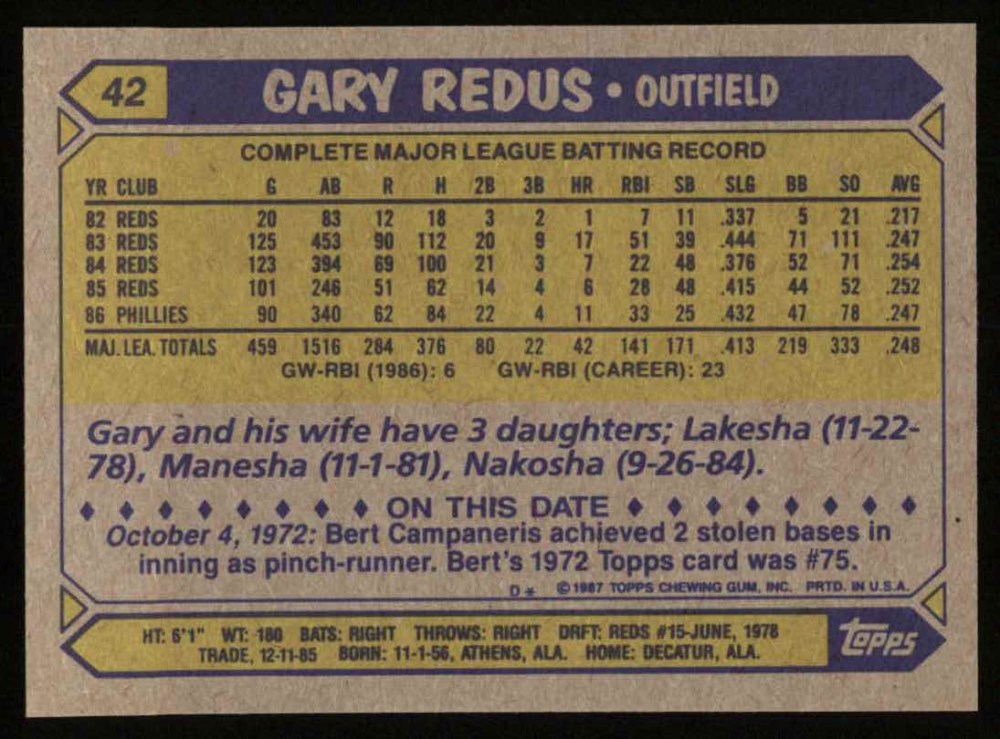 42 GARY REDUS • OUTFIELD
COMPLETE MAJOR LEAGUE BATTING RECORD
YR CLUB G AB R H 2B 3B HR RBI SB SLG BB SO AVG
82 REDS 20 83 12 18 3 2 1 7 11 .337 5 21 .217
83 REDS 125 453 90 112 20 9 17 51 39 .444 71 111 .247
84 REDS 123 394 69 100 21 3 7 22 48 .376 52 71 .254
85 REDS 101 246 51 62 14 4 6 28 48 .415 44 52 .252
86 PHILLIES 90 340 62 84 22 4 11 33 25 .432 47 78 .247
MAJ. LEA. TOTALS 459 1516 284 376 80 22 42 141 171 .413 219 333 .248
GW-RBI (1986): 6 GW-RBI (CAREER): 23
Gary and his wife have 3 daughters; Lakesha (11-22-
78), Manesha (11-1-81), Nakosha (9-26-84).
ON THIS DATE
October 4, 1972: Bert Campaneris achieved 2 stolen bases in
inning as pinch-runner. Bert's 1972 Topps card was #75.
D* ©1987 TOPPS CHEWING GUM, INC. PRTD. IN U.S.A.
HT: 6'1" WT: 180 BATS: RIGHT THROWS: RIGHT DRFT: REDS #15-JUNE, 1978
TRADE, 12-11-85 BORN: 11-1-56, ATHENS, ALA. HOME: DECATUR, ALA.
topps